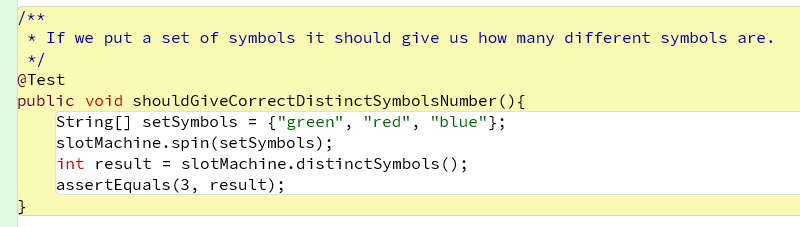 /**
 * If we put a set of symbols it should give us how many different symbols are.
 */
@Test
public void shouldGiveCorrectDistinctSymbolsNumber(){
    String[] setSymbols = {"green", "red", "blue"};
    slotMachine.spin(setSymbols);
    int result = slotMachine.distinctSymbols();
    assertEquals(3, result);
}